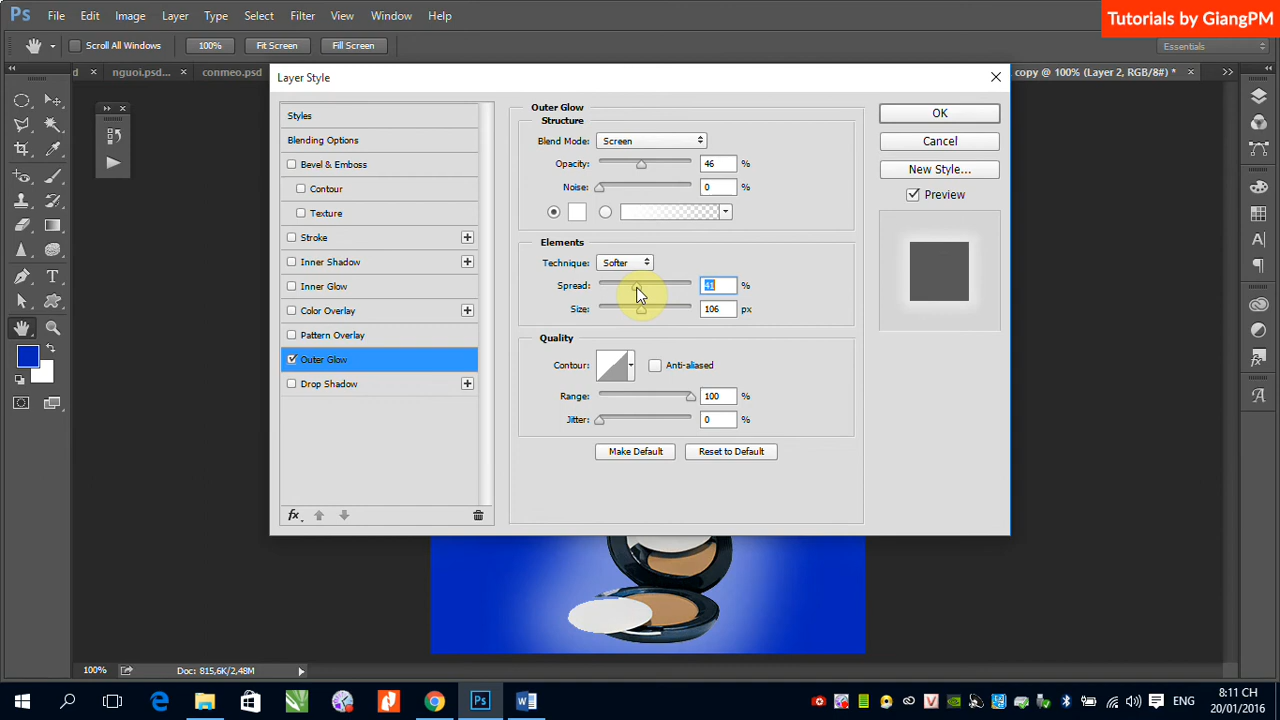 Ps File Edit Image Layer Type Select Filter View Window Help
Tutorials by GiangPM
Scroll All Windows 100% Fit Screen Fill Screen Essentials
d × nguoi.psd... × conmeo.psd copy @ 100% (Layer 2, RGB/8#) * ×
Layer Style
Styles
Blending Options
Bevel & Emboss
Contour
Texture
Stroke
Inner Shadow
Inner Glow
Color Overlay
Pattern Overlay
Outer Glow
Drop Shadow
fx
Outer Glow
Structure
Blend Mode: Screen
Opacity: 46 %
Noise: 0 %
Elements
Technique: Softer
Spread: 41 %
Size: 106 px
Quality
Contour: Anti-aliased
Range: 100 %
Jitter: 0 %
Make Default Reset to Default
OK
Cancel
New Style...
Preview
100% Doc: 815,6K/2,48M
Ps ENG
8:11 CH
20/01/2016